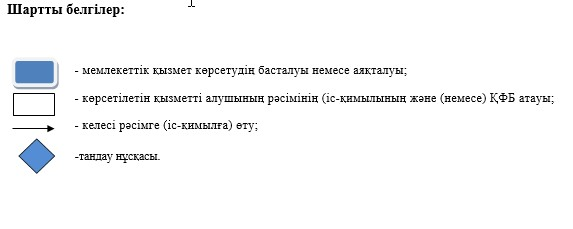 Шартты белгілер:
- мемлекеттік қызмет көрсетудің басталуы немесе аяқталуы;
- көрсетілетін қызметті алушының рәсімінің (іс-қимылының және (немесе) ҚФБ атауы;
- келесі рәсімге (іс-қимылға) өту;
-таңдау нұсқасы.